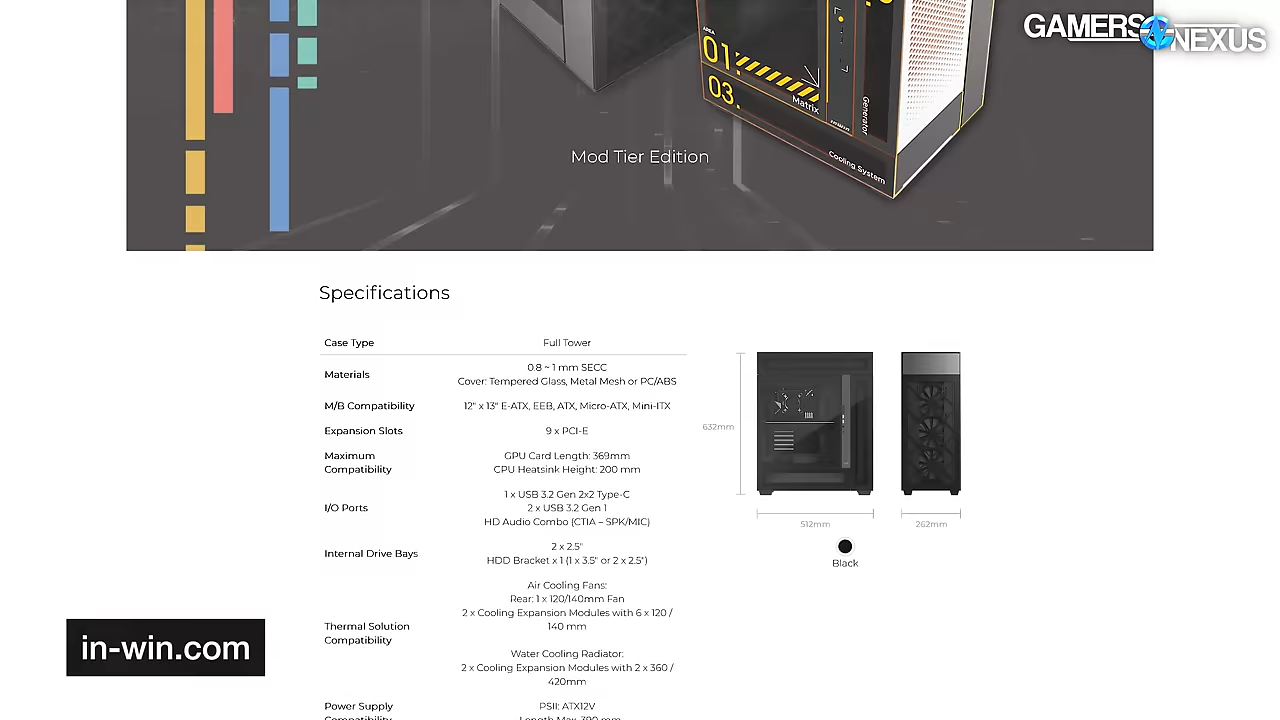 GAMERS NEXUS
AREA
01.
03.
Matrix
Generator
Cooling System
Mod Tier Edition
Specifications
Case Type
Full Tower
Materials
0.8 ~ 1 mm SECC
Cover: Tempered Glass, Metal Mesh or PC/ABS
M/B Compatibility
12" x 13" E-ATX, EEB, ATX, Micro-ATX, Mini-ITX
Expansion Slots
9 x PCI-E
Maximum
Compatibility
GPU Card Length: 369mm
CPU Heatsink Height: 200 mm
I/O Ports
1 x USB 3.2 Gen 2x2 Type-C
2 x USB 3.2 Gen 1
HD Audio Combo (CTIA – SPK/MIC)
Internal Drive Bays
2 x 2.5"
HDD Bracket x 1 (1 x 3.5" or 2 x 2.5")
Thermal Solution
Compatibility
Air Cooling Fans:
Rear: 1 x 120/140mm Fan
2 x Cooling Expansion Modules with 6 x 120 /
140 mm
Water Cooling Radiator:
2 x Cooling Expansion Modules with 2 x 360 /
420mm
Power Supply
Compatibility
PSII: ATX12V
Length Max. 390 mm
632mm
512mm
262mm
Black
in-win.com